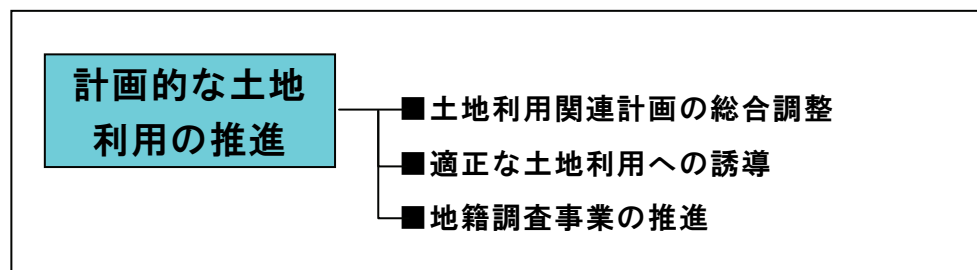 計画的な土地
利用の推進
■土地利用関連計画の総合調整
■適正な土地利用への誘導
■地籍調査事業の推進